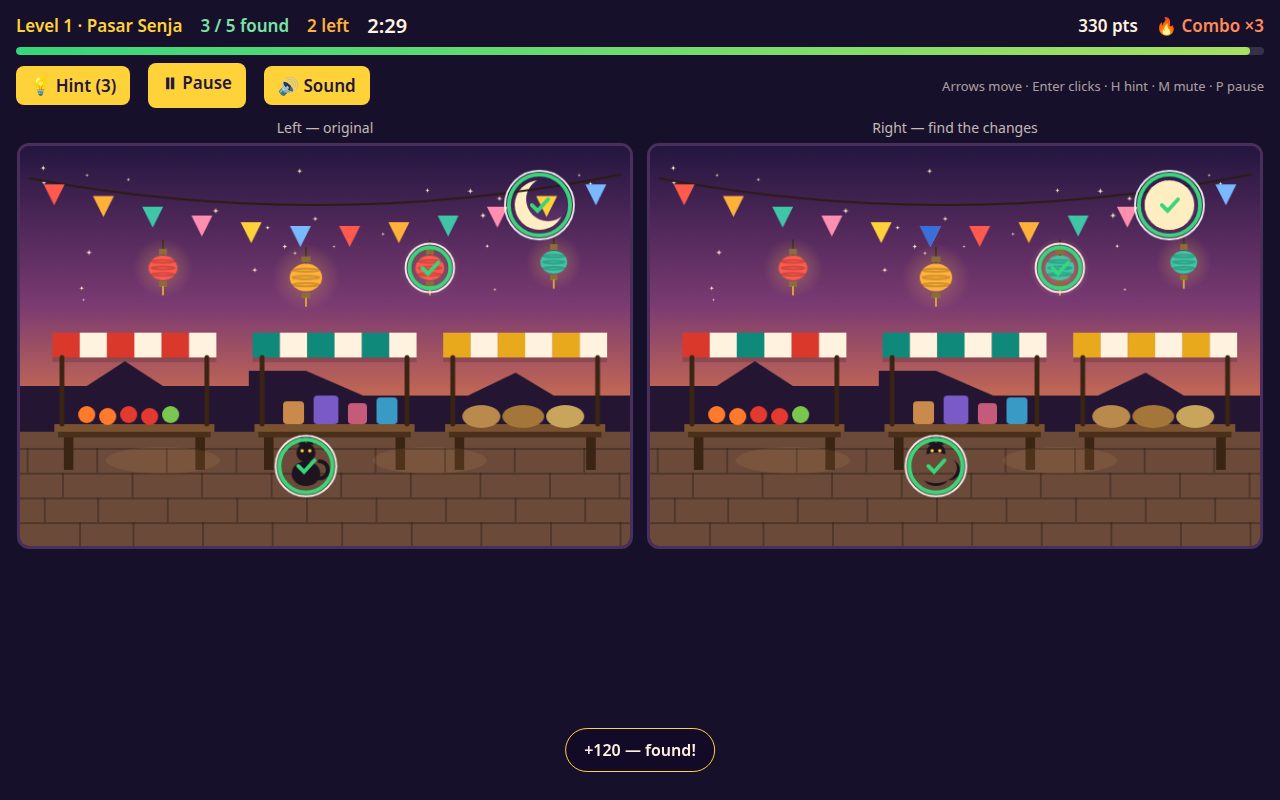 Level 1 · Pasar Senja 3 / 5 found 2 left 2:29 330 pts 🔥 Combo ×3
💡 Hint (3) ⏸ Pause 🔊 Sound Arrows move · Enter clicks · H hint · M mute · P pause
Left — original
Right — find the changes
+120 — found!